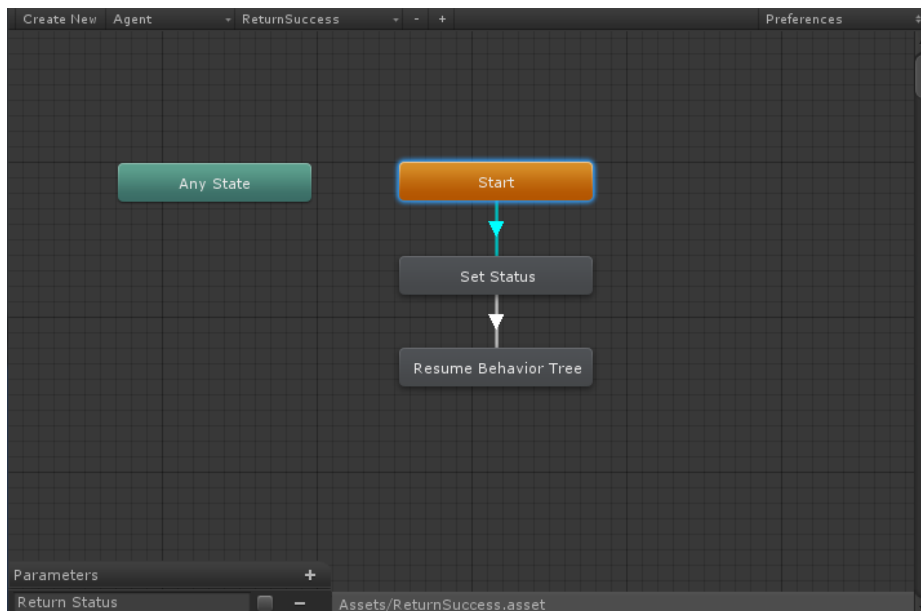 Create New Agent ReturnSuccess - + Preferences
Any State
Start
Set Status
Resume Behavior Tree
Parameters +
Return Status -
Assets/ReturnSuccess.asset